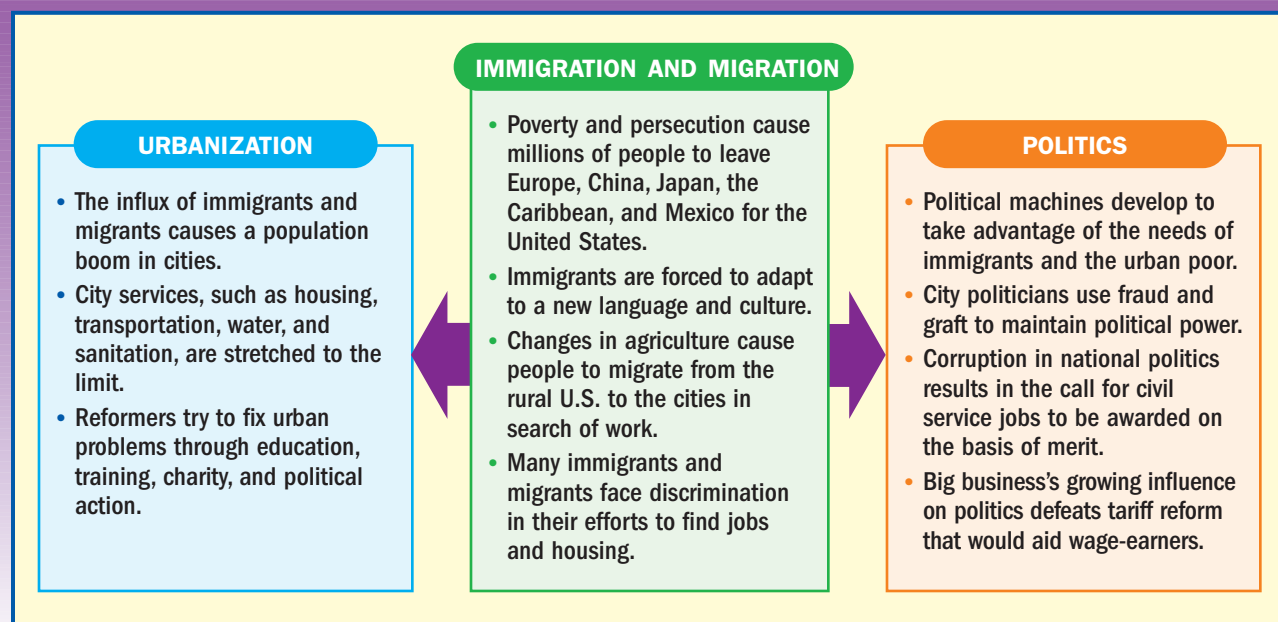 URBANIZATION
• The influx of immigrants and
migrants causes a population
boom in cities.
• City services, such as housing,
transportation, water, and
sanitation, are stretched to the
limit.
• Reformers try to fix urban
problems through education,
training, charity, and political
action.
IMMIGRATION AND MIGRATION
• Poverty and persecution cause
millions of people to leave
Europe, China, Japan, the
Caribbean, and Mexico for the
United States.
• Immigrants are forced to adapt
to a new language and culture.
• Changes in agriculture cause
people to migrate from the
rural U.S. to the cities in
search of work.
• Many immigrants and
migrants face discrimination
in their efforts to find jobs
and housing.
POLITICS
• Political machines develop to
take advantage of the needs of
immigrants and the urban poor.
• City politicians use fraud and
graft to maintain political power.
• Corruption in national politics
results in the call for civil
service jobs to be awarded on
the basis of merit.
• Big business's growing influence
on politics defeats tariff reform
that would aid wage-earners.